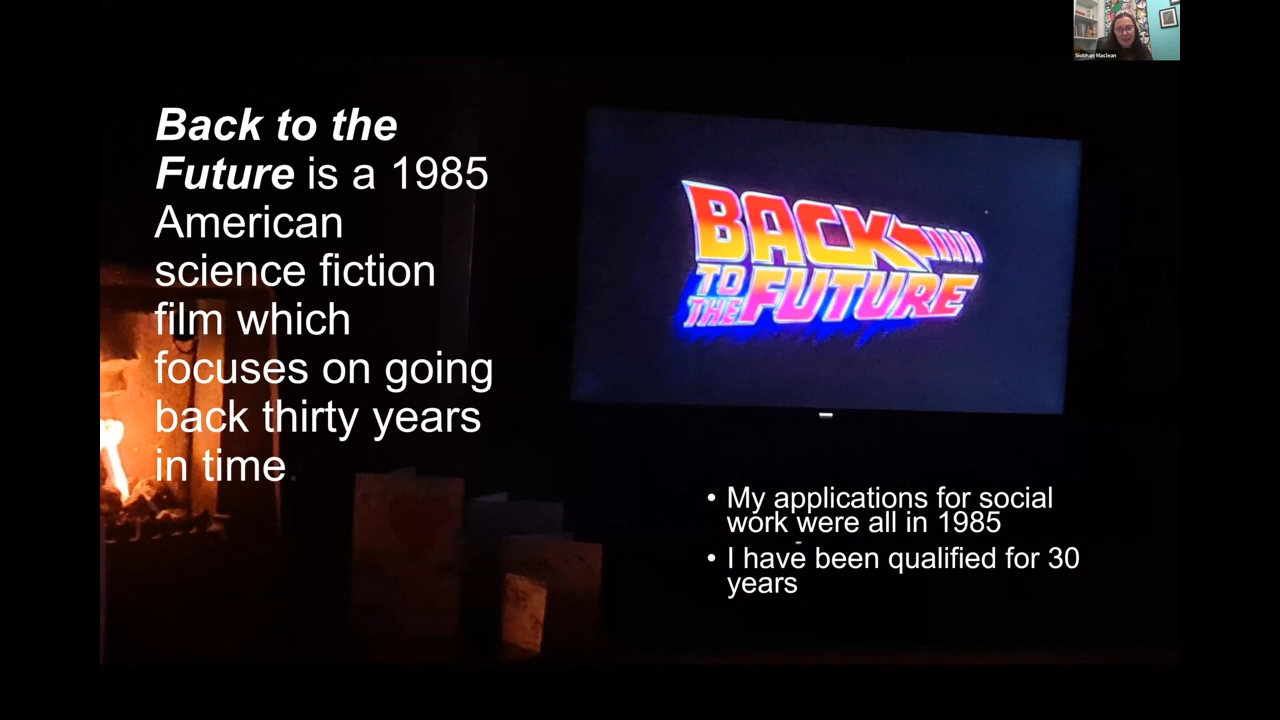 Siobhan Maclean
Back to the
Future is a 1985
American
science fiction
film which
focuses on going
back thirty years
in time.
BACK
TO THE FUTURE
• My applications for social
work were all in 1985
• I have been qualified for 30
years